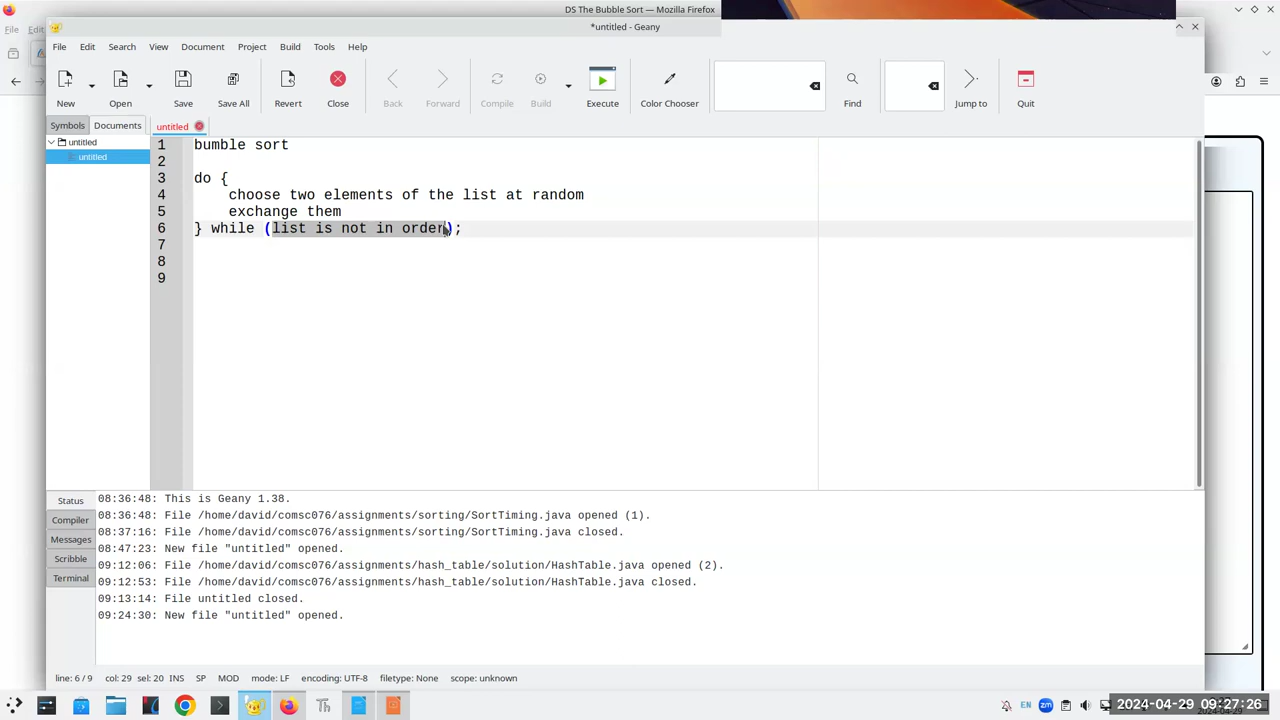 DS The Bubble Sort — Mozilla Firefox
File Edit
*untitled - Geany
File Edit Search View Document Project Build Tools Help
New Open Save Save All Revert Close Back Forward Compile Build Execute Color Chooser Find Jump to Quit
Symbols Documents untitled
untitled
untitled
1 bumble sort
2
3 do {
4 choose two elements of the list at random
5 exchange them
6 } while (list is not in order);
7
8
9
Status
Compiler
Messages
Scribble
Terminal
08:36:48: This is Geany 1.38.
08:36:48: File /home/david/comsc076/assignments/sorting/SortTiming.java opened (1).
08:37:16: File /home/david/comsc076/assignments/sorting/SortTiming.java closed.
08:47:23: New file "untitled" opened.
09:12:06: File /home/david/comsc076/assignments/hash_table/solution/HashTable.java opened (2).
09:12:53: File /home/david/comsc076/assignments/hash_table/solution/HashTable.java closed.
09:13:14: File untitled closed.
09:24:30: New file "untitled" opened.
line: 6 / 9 col: 29 sel: 20 INS SP MOD mode: LF encoding: UTF-8 filetype: None scope: unknown
Th EN zm 2024-04-29 09:27:26